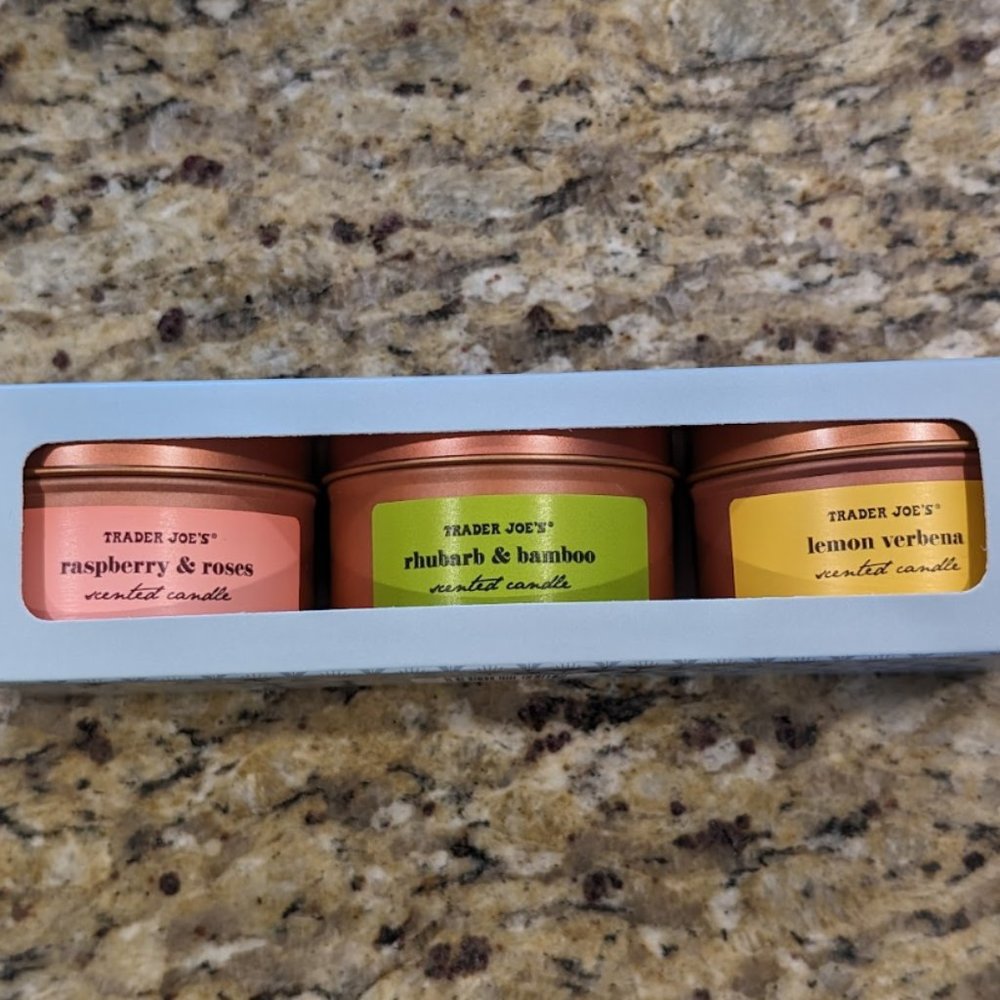 TRADER JOE'S®
raspberry & roses
scented candle
TRADER JOE'S®
rhubarb & bamboo
scented candle
TRADER JOE'S®
lemon verbena
scented candle